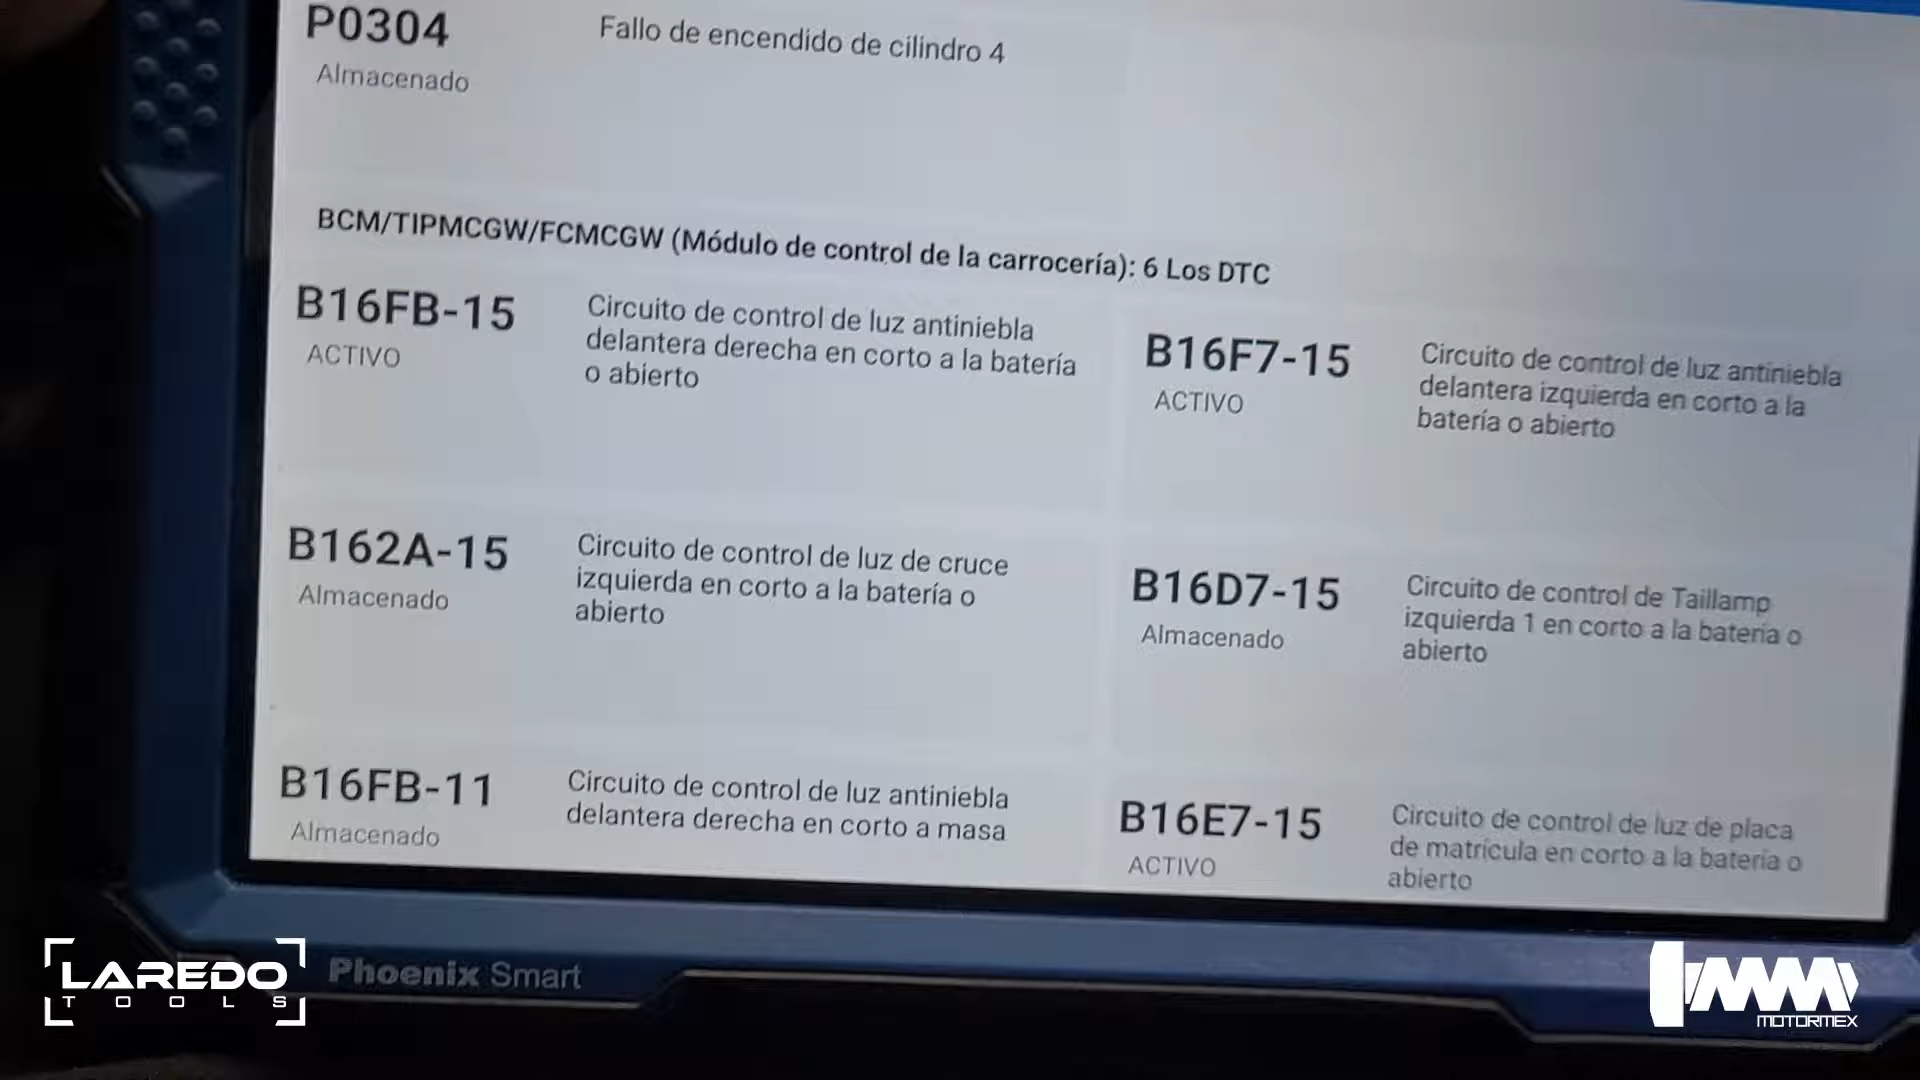 P0304
Fallo de encendido de cilindro 4
Almacenado
BCM/TIPMCGW/FCMCGW (Módulo de control de la carrocería): 6 Los DTC
B16FB-15
ACTIVO
Circuito de control de luz antiniebla
delantera derecha en corto a la batería
o abierto
B16F7-15
ACTIVO
Circuito de control de luz antiniebla
delantera izquierda en corto a la
batería o abierto
B162A-15
Almacenado
Circuito de control de luz de cruce
izquierda en corto a la batería o
abierto
B16D7-15
Almacenado
Circuito de control de Taillamp
izquierda 1 en corto a la batería o
abierto
B16FB-11
Almacenado
Circuito de control de luz antiniebla
delantera derecha en corto a masa
B16E7-15
ACTIVO
Circuito de control de luz de placa
de matrícula en corto a la batería o
abierto
LAREDO
TOOLS
Phoenix Smart
MOTORMEX